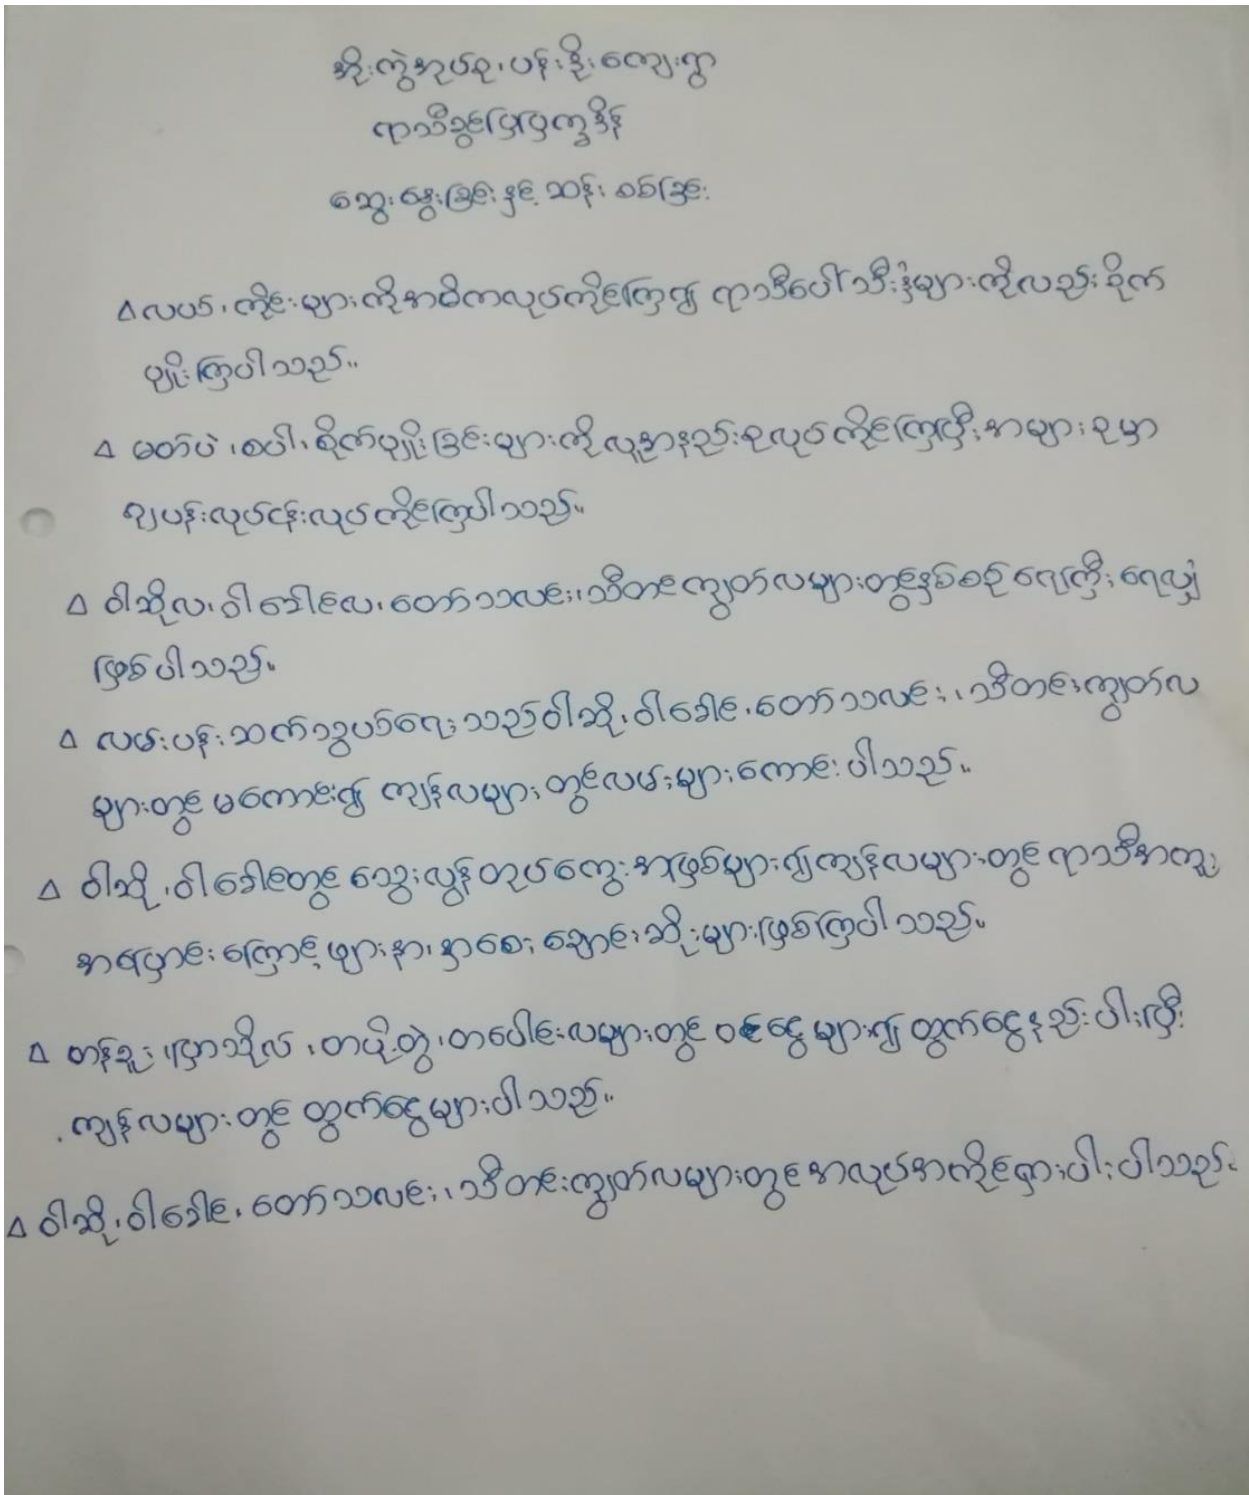 အိုးကွဲအုပ်စု၊ ပန်းနီးကျေးရွာ
ရာသီခွင်ပြပြက္ခဒိန်
ဆွေးနွေးခြင်းနှင့် ဆန်း စစ်ခြင်း
△ လယ်၊ ကိုင်းများကိုအဓိကလုပ်ကိုင်ကြ၍ ရာသီပေါ်သီးနှံများကိုလည်းစိုက်
ပျိုးကြပါသည်။
△ မတ်ပဲ၊ စပါး စိုက်ပျိုးခြင်းများကိုလူအနည်းစုလုပ်ကိုင်ကြပြီးအများစုမှာ
ကျပန်းလုပ်ငန်းလုပ်ကိုင်ကြပါသည်။
△ ဝါဆိုလ၊ ဝါခေါင်လ၊ တော်သလင်း၊ သီတင်းကျွတ်လများတွင်နှစ်စဉ် ရေကြီး ရေလျှံ
ဖြစ်ပါသည်။
△ လမ်းပန်းဆက်သွယ်ရေးသည်ဝါဆို၊ ဝါခေါင်၊ တော်သလင်း၊ သီတင်းကျွတ်လ
များတွင် မကောင်း၍ ကျန်လများတွင်လမ်းများကောင်းပါသည်။
△ ဝါဆို၊ ဝါခေါင်တွင် သွေးလွန်တုပ်ကွေးအဖြစ်များ၍ကျန်လများတွင် ရာသီအကူး
အပြောင်းကြောင့် ဖျားနာ၊ နှာစေး ချောင်းဆိုးများဖြစ်ကြပါသည်။
△ တန်ခူး၊ ပြာသိုလ်၊ တပို့တွဲ၊ တပေါင်းလများတွင် ဝင်ငွေများ၍ ထွက်ငွေနည်းပါးပြီး
ကျန်လများတွင် ထွက်ငွေများပါသည်။
△ ဝါဆို၊ ဝါခေါင်၊ တော်သလင်း၊ သီတင်းကျွတ်လများတွင် အလုပ်အကိုင်ရှားပါးပါသည်။